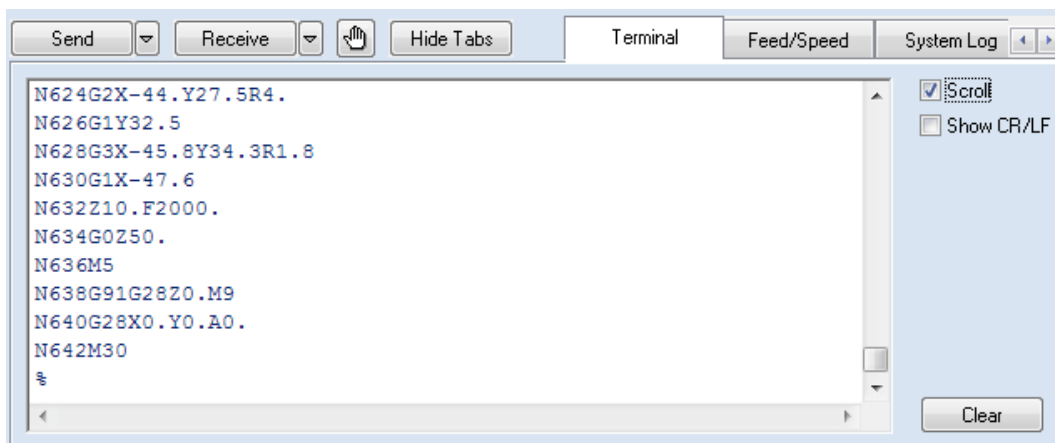 Send Receive Hide Tabs Terminal Feed/Speed System Log
N624G2X-44.Y27.5R4.
N626G1Y32.5
N628G3X-45.8Y34.3R1.8
N630G1X-47.6
N632Z10.F2000.
N634G0Z50.
N636M5
N638G91G28Z0.M9
N640G28X0.Y0.A0.
N642M30
%
Scroll
Show CR/LF
Clear